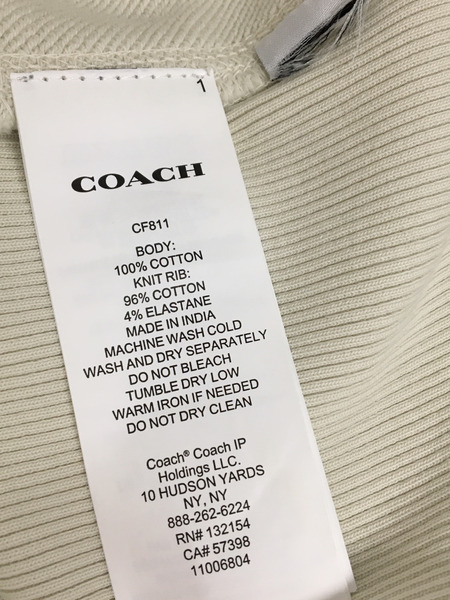 1
COACH
CF811
BODY:
100% COTTON
KNIT RIB:
96% COTTON
4% ELASTANE
MADE IN INDIA
MACHINE WASH COLD
WASH AND DRY SEPARATELY
DO NOT BLEACH
TUMBLE DRY LOW
WARM IRON IF NEEDED
DO NOT DRY CLEAN
Coach® Coach IP
Holdings LLC.
10 HUDSON YARDS
NY, NY
888-262-6224
RN# 132154
CA# 57398
11006804